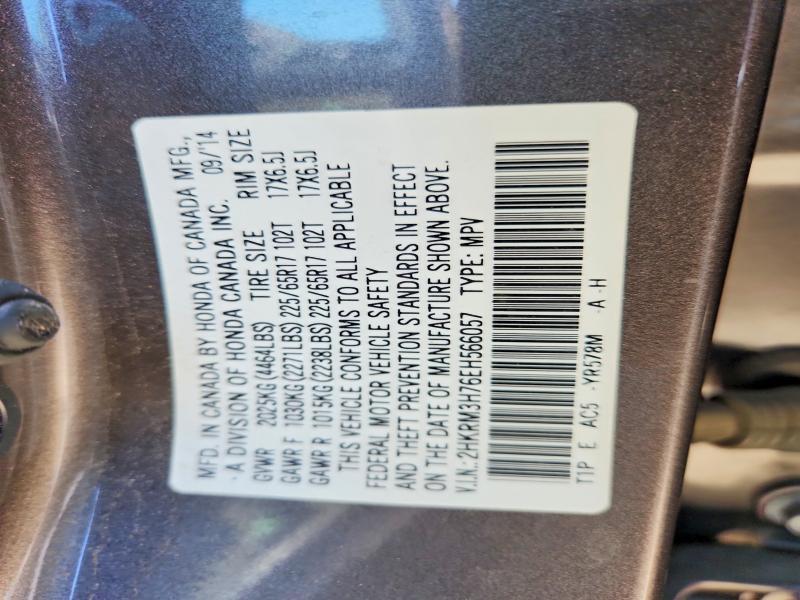 MFD. IN CANADA BY HONDA OF CANADA MFG.,
- A DIVISION OF HONDA CANADA INC. 09/'14
GVWR 2025KG (4464LBS) TIRE SIZE RIM SIZE
GAWR F 1030KG (2271LBS) 225/65R17 102T 17X6.5J
GAWR R 1015KG (2238LBS) 225/65R17 102T 17X6.5J
THIS VEHICLE CONFORMS TO ALL APPLICABLE
FEDERAL MOTOR VEHICLE SAFETY
AND THEFT PREVENTION STANDARDS IN EFFECT
ON THE DATE OF MANUFACTURE SHOWN ABOVE.
V.I.N.: 2HKRM3H76EH566057 TYPE: MPV
T1P E AC5 -YR578M -A -H